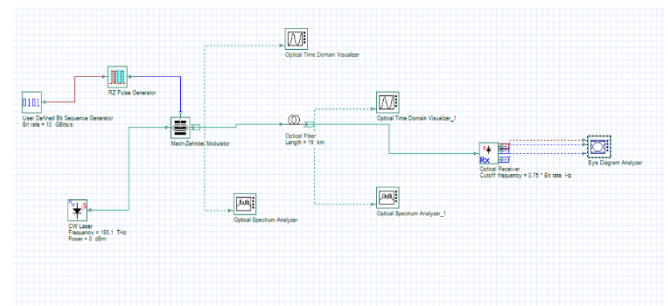 Optical Time Domain Visualizer
RZ Pulse Generator
0101
User Defined Bit Sequence Generator
Bit rate = 10 GBits/s
Mach-Zehnder Modulator
Optical Fiber
Length = 19 km
Optical Time Domain Visualizer_1
Rx
Optical Receiver
Cutoff frequency = 0.75 * Bit rate Hz
Eye Diagram Analyzer
Optical Spectrum Analyzer
Optical Spectrum Analyzer_1
CW Laser
Frequency = 193.1 THz
Power = 0 dBm